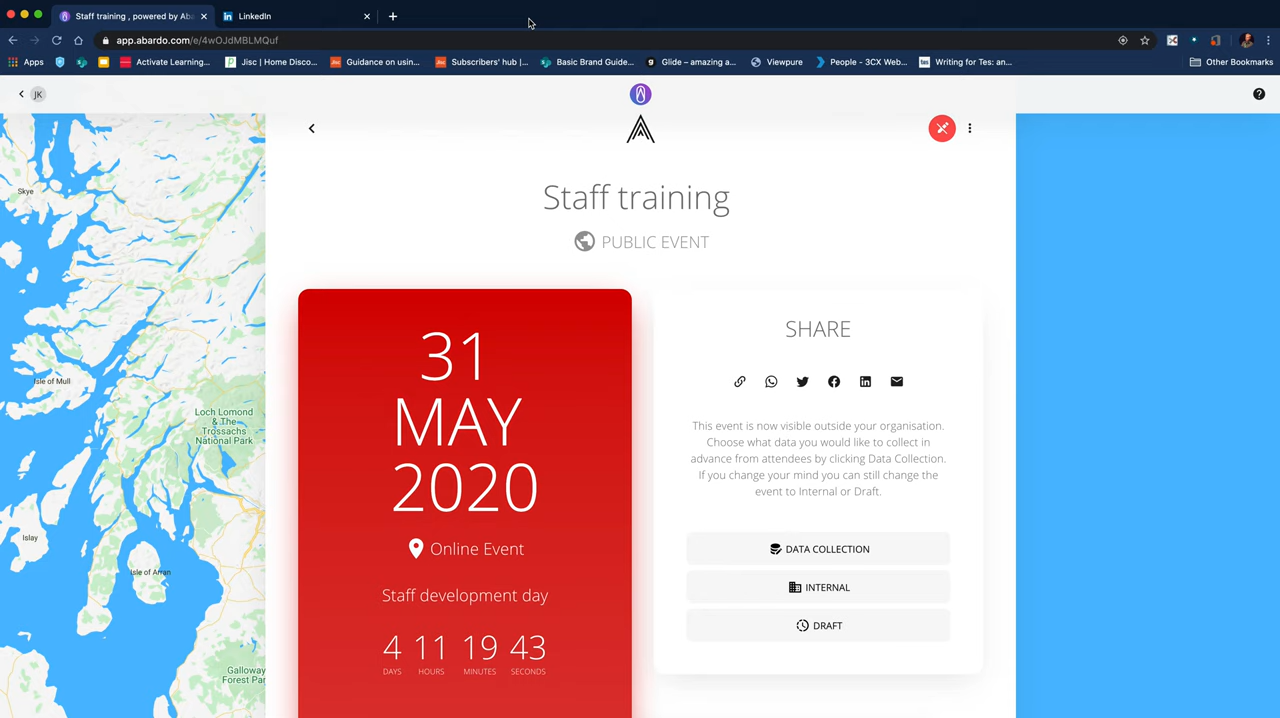 Staff training , powered by Aba
LinkedIn
app.abardo.com/e/4wOJdMBLMQuf
Apps
Activate Learning...
Jisc | Home | Disco...
Guidance on usin...
Subscribers' hub |...
Basic Brand Guide...
Glide – amazing a...
Viewpure
People - 3CX Web...
tes
Writing for Tes: an...
Other Bookmarks
JK
Staff training
PUBLIC EVENT
31
MAY
2020
Online Event
Staff development day
4 11 19 43
DAYS HOURS MINUTES SECONDS
SHARE
This event is now visible outside your organisation.
Choose what data you would like to collect in
advance from attendees by clicking Data Collection.
If you change your mind you can still change the
event to Internal or Draft.
DATA COLLECTION
INTERNAL
DRAFT
Skye
Isle of Mull
Loch Lomond
& The
Trossachs
National Park
Islay
Isle of Arran
Galloway
Forest Par